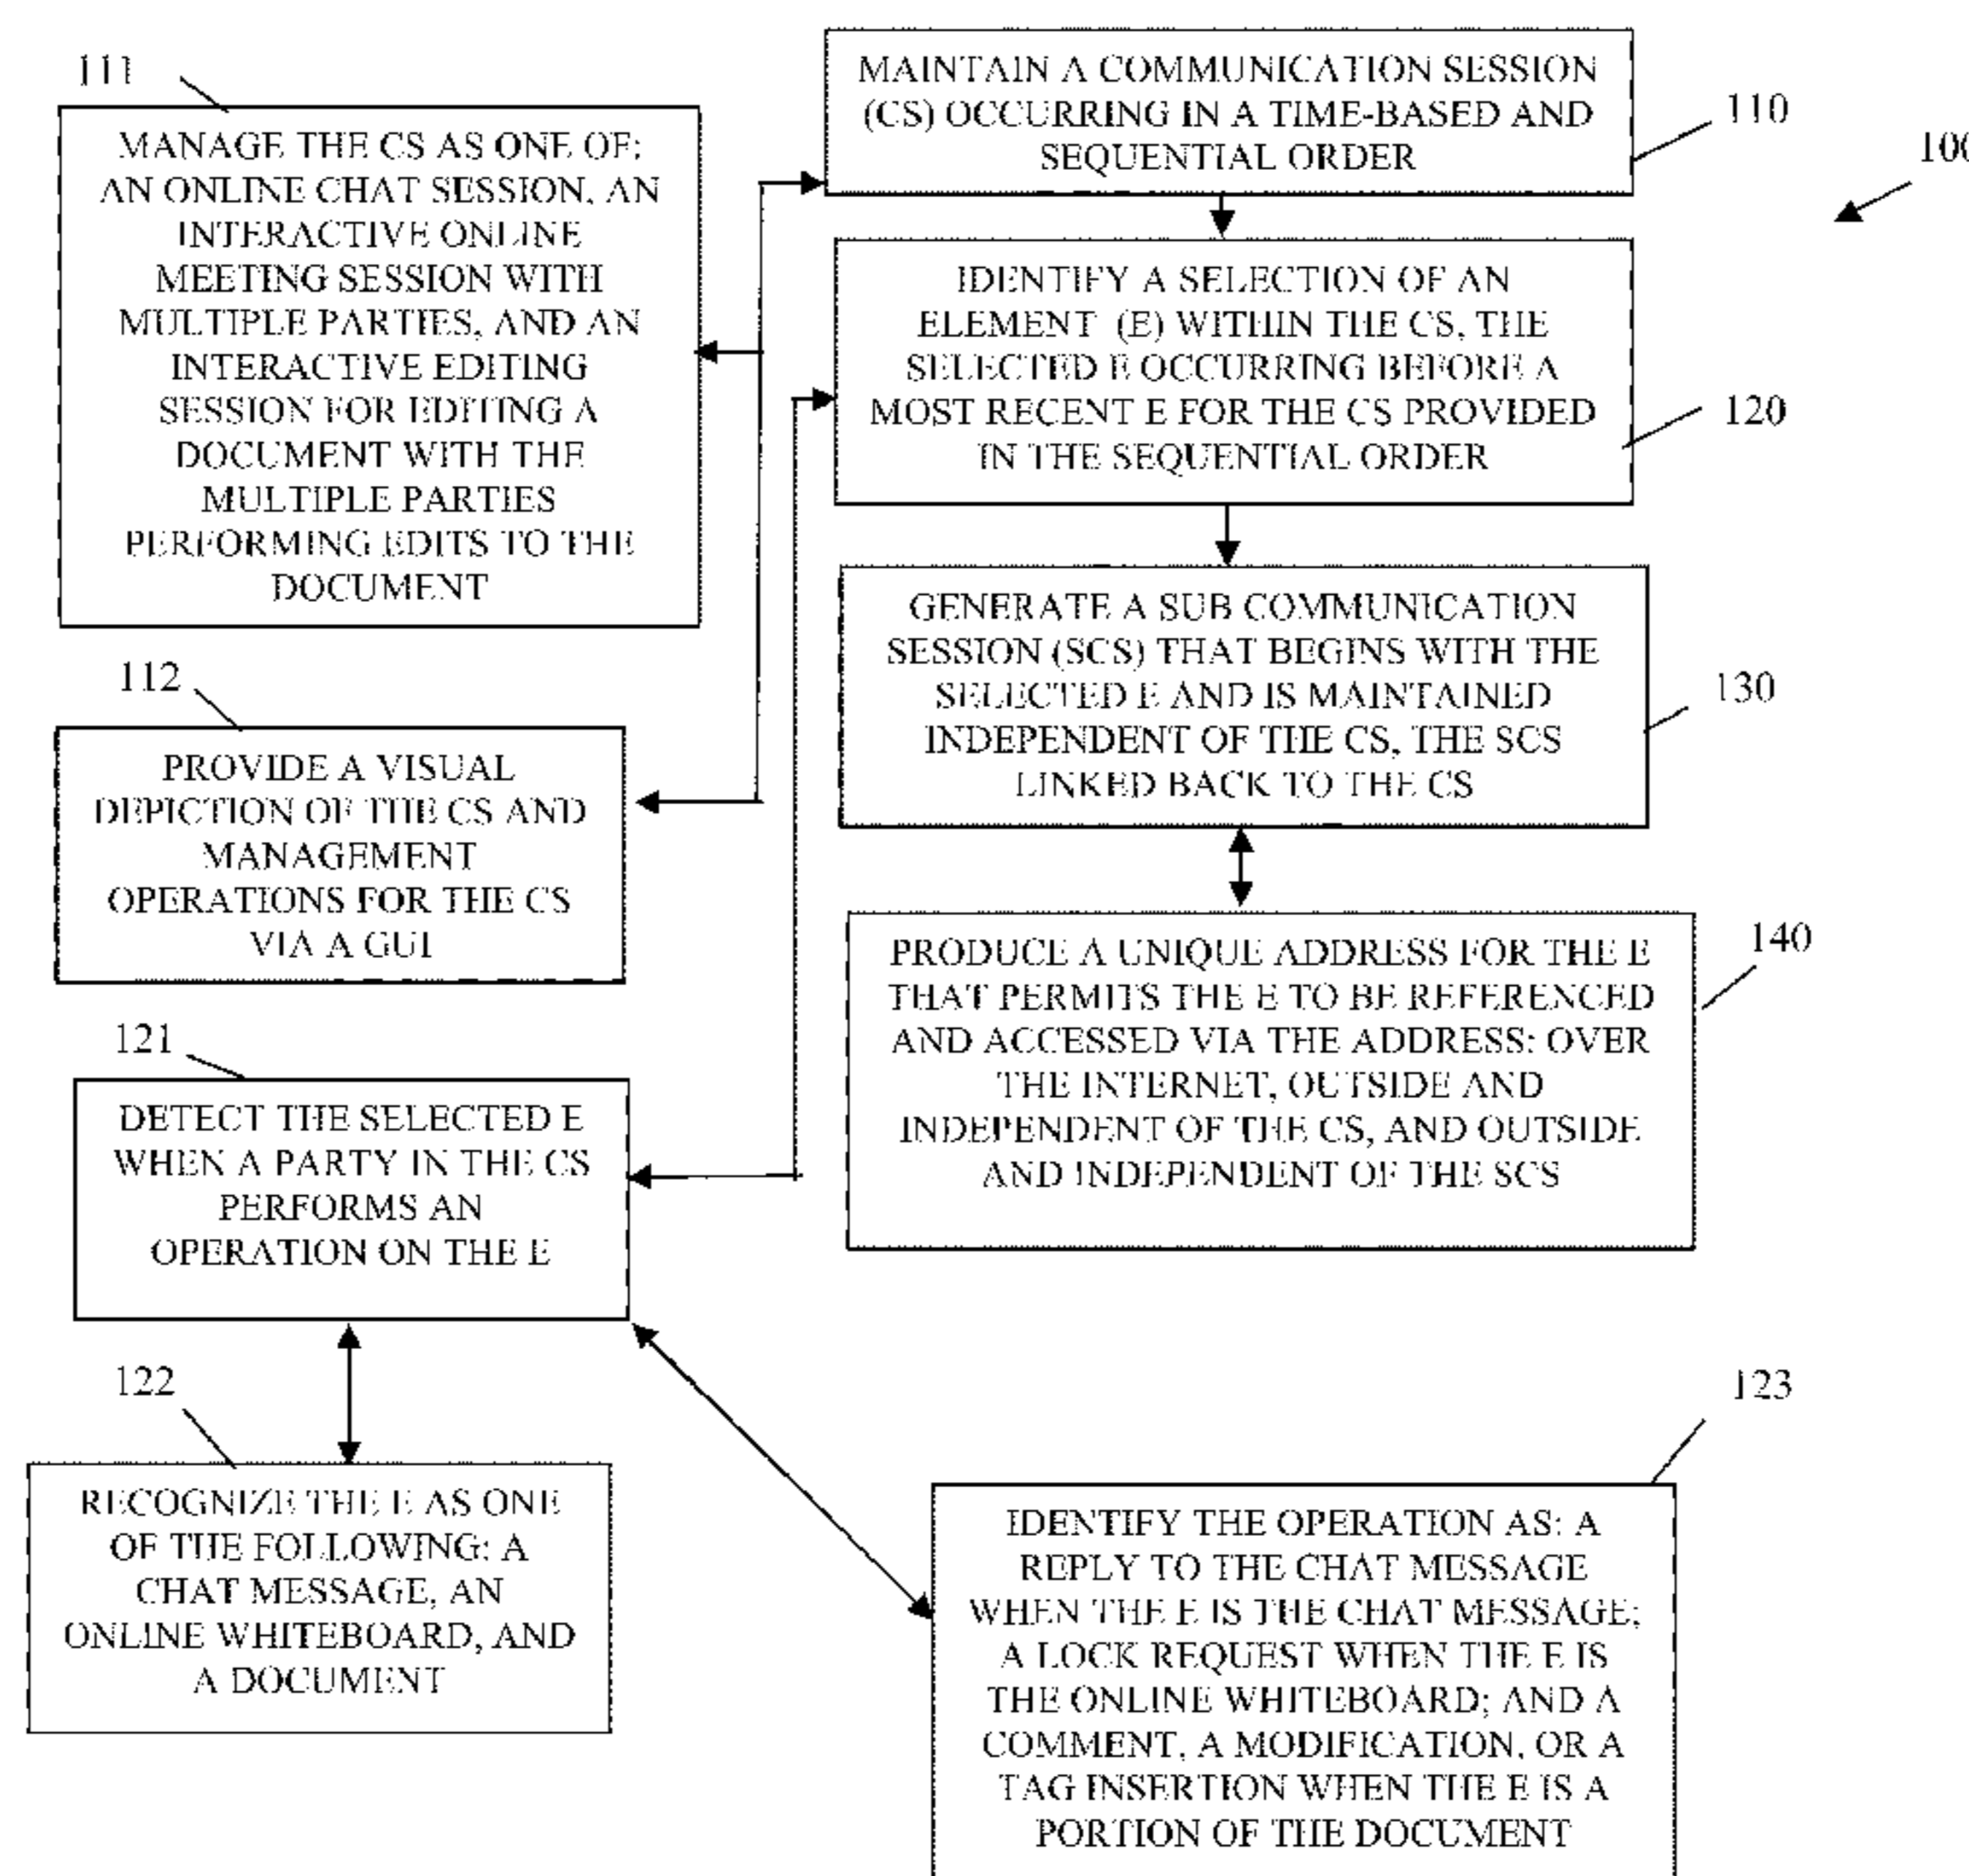 111
MANAGE THE CS AS ONE OF:
AN ONLINE CHAT SESSION, AN
INTERACTIVE ONLINE
MEETING SESSION WITH
MULTIPLE PARTIES, AND AN
INTERACTIVE EDITING
SESSION FOR EDITING A
DOCUMENT WITH THE
MULTIPLE PARTIES
PERFORMING EDITS TO THE
DOCUMENT
MAINTAIN A COMMUNICATION SESSION
(CS) OCCURRING IN A TIME-BASED AND
SEQUENTIAL ORDER
110
100
IDENTIFY A SELECTION OF AN
ELEMENT (E) WITHIN THE CS, THE
SELECTED E OCCURRING BEFORE A
MOST RECENT E FOR THE CS PROVIDED
IN THE SEQUENTIAL ORDER
120
GENERATE A SUB COMMUNICATION
SESSION (SCS) THAT BEGINS WITH THE
SELECTED E AND IS MAINTAINED
INDEPENDENT OF THE CS, THE SCS
LINKED BACK TO THE CS
130
112
PROVIDE A VISUAL
DEPICTION OF THE CS AND
MANAGEMENT
OPERATIONS FOR THE CS
VIA A GUI
PRODUCE A UNIQUE ADDRESS FOR THE E
THAT PERMITS THE E TO BE REFERENCED
AND ACCESSED VIA THE ADDRESS: OVER
THE INTERNET, OUTSIDE AND
INDEPENDENT OF THE CS, AND OUTSIDE
AND INDEPENDENT OF THE SCS
140
121
DETECT THE SELECTED E
WHEN A PARTY IN THE CS
PERFORMS AN
OPERATION ON THE E
122
RECOGNIZE THE E AS ONE
OF THE FOLLOWING: A
CHAT MESSAGE, AN
ONLINE WHITEBOARD, AND
A DOCUMENT
123
IDENTIFY THE OPERATION AS: A
REPLY TO THE CHAT MESSAGE
WHEN THE E IS THE CHAT MESSAGE;
A LOCK REQUEST WHEN THE E IS
THE ONLINE WHITEBOARD; AND A
COMMENT, A MODIFICATION, OR A
TAG INSERTION WHEN THE E IS A
PORTION OF THE DOCUMENT